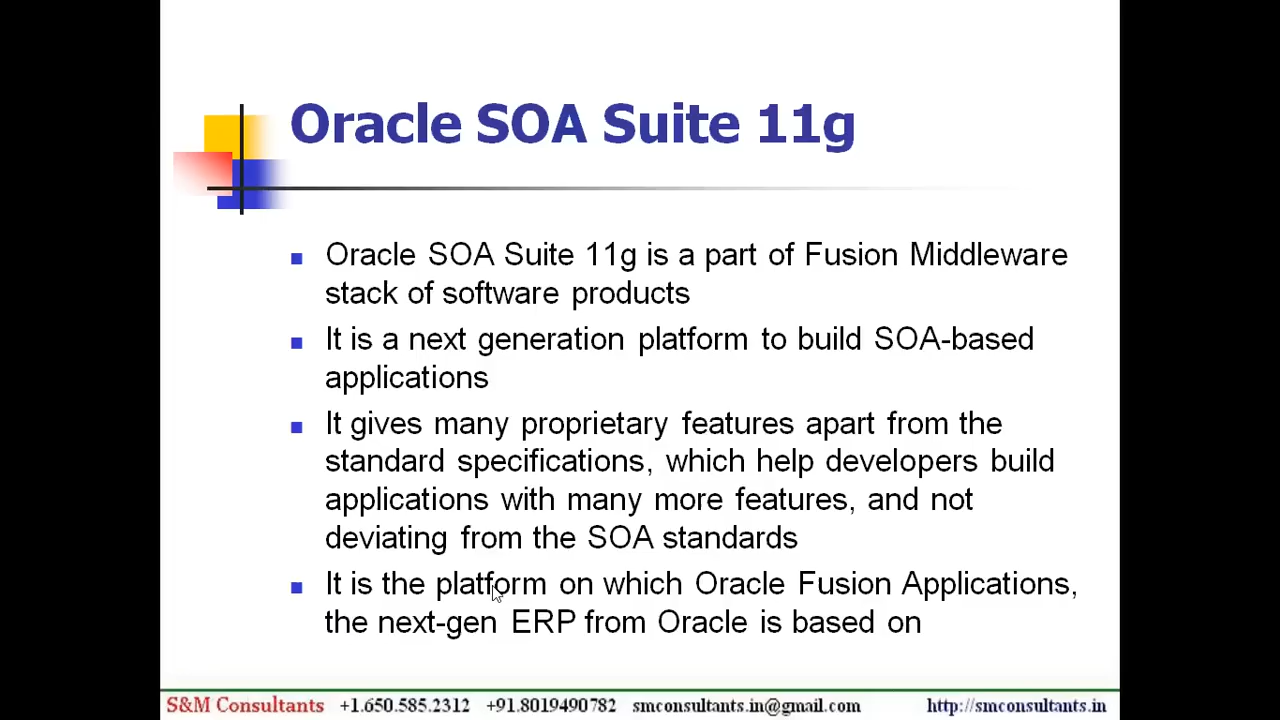 Oracle SOA Suite 11g
Oracle SOA Suite 11g is a part of Fusion Middleware
stack of software products
It is a next generation platform to build SOA-based
applications
It gives many proprietary features apart from the
standard specifications, which help developers build
applications with many more features, and not
deviating from the SOA standards
It is the platform on which Oracle Fusion Applications,
the next-gen ERP from Oracle is based on
S&M Consultants +1.650.585.2312 +91.8019490782 smconsultants.in@gmail.com http://smconsultants.in